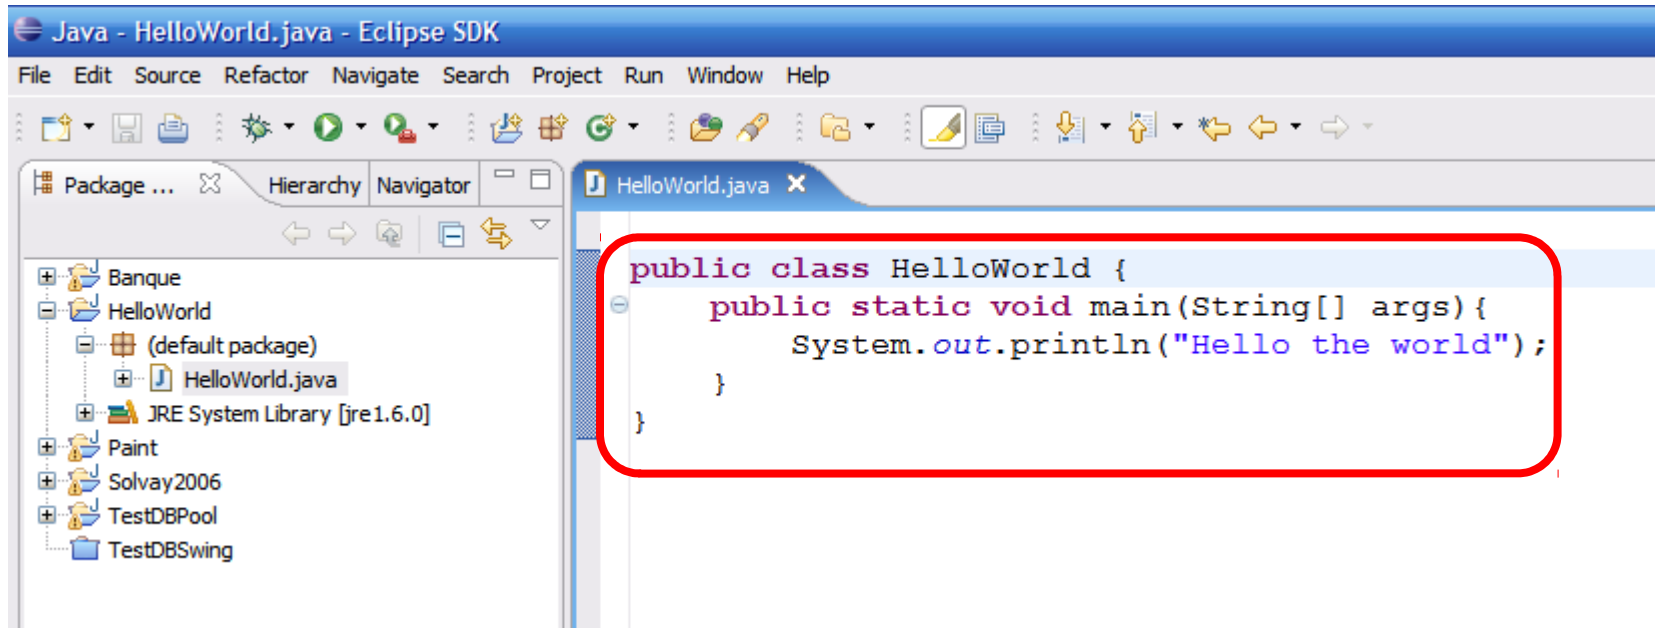 Java - HelloWorld.java - Eclipse SDK
File Edit Source Refactor Navigate Search Project Run Window Help
Package ... Hierarchy Navigator
Banque
HelloWorld
(default package)
HelloWorld.java
JRE System Library [jre1.6.0]
Paint
Solvay2006
TestDBPool
TestDBSwing
HelloWorld.java
public class HelloWorld {
public static void main(String[] args){
System.out.println("Hello the world");
}
}